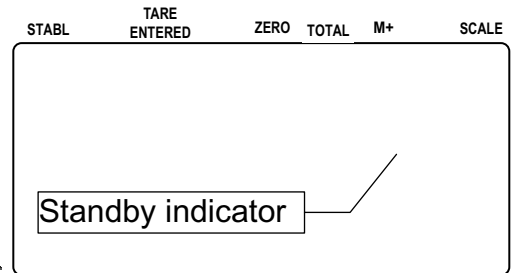 STABL TARE ENTERED ZERO TOTAL M+ SCALE
Standby indicator